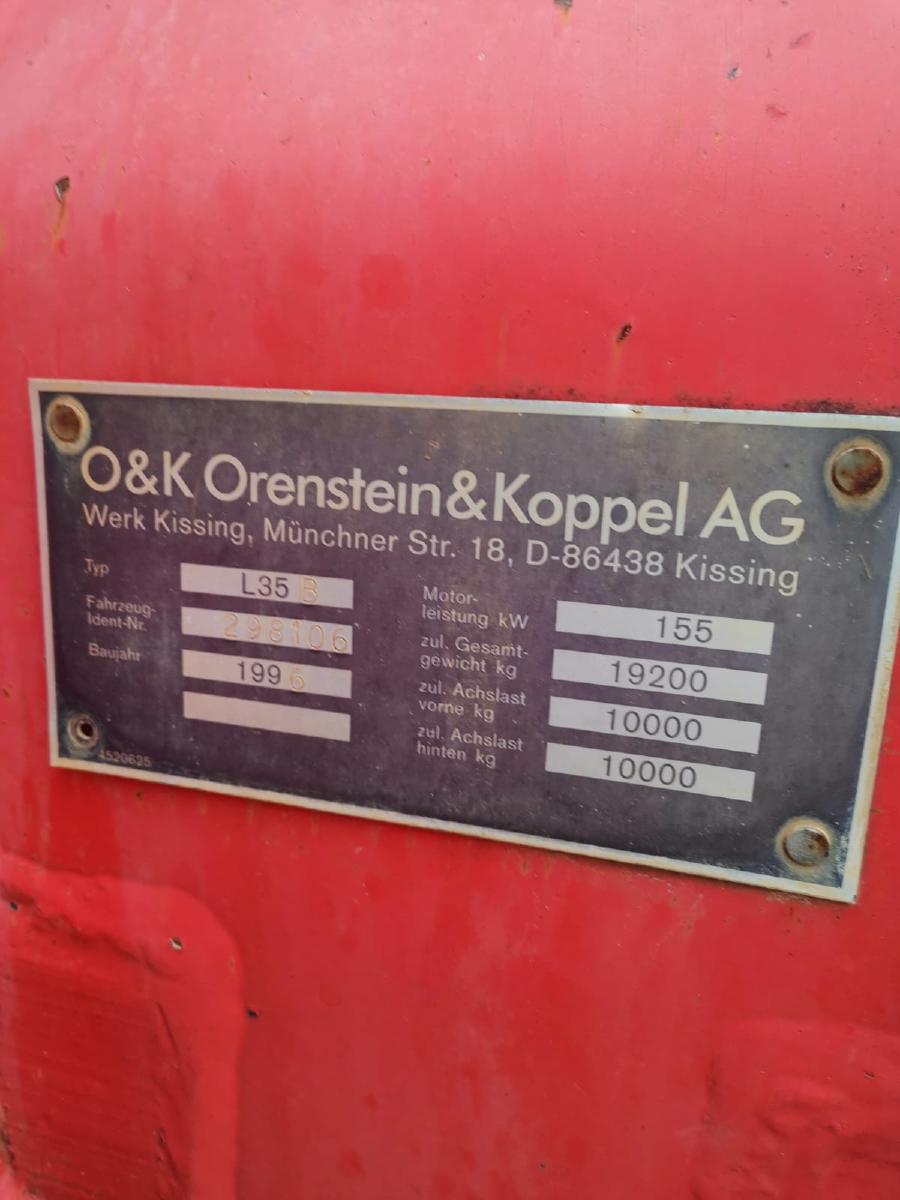 O&K Orenstein&Koppel AG
Werk Kissing, Münchner Str. 18, D-86438 Kissing
Typ
L35 B
Fahrzeug-
Ident-Nr.
298106
Baujahr
1996
4520625
Motor-
leistung kW
155
zul. Gesamt-
gewicht kg
19200
zul. Achslast
vorne kg
10000
zul. Achslast
hinten kg
10000